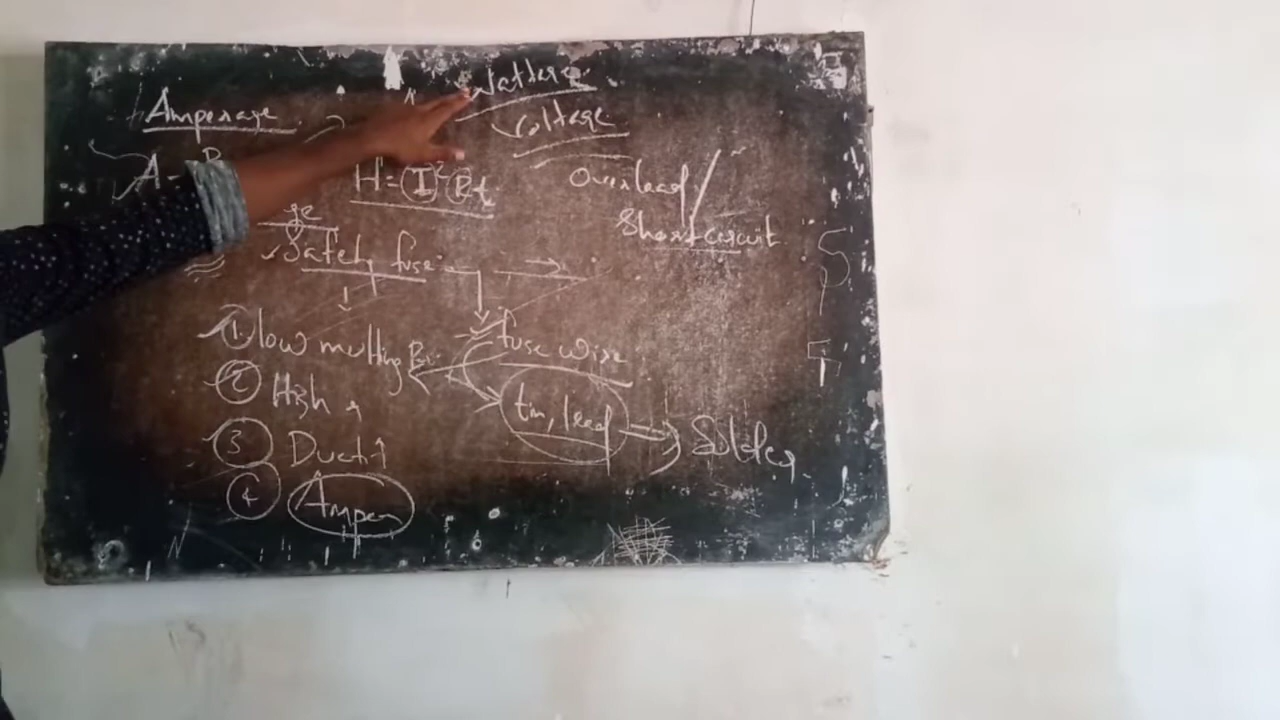 Wattage
Amperage
Voltage
A =
H = I²Rt
Overload /
Short circuit
ge
Safety fuse
① low melting
fuse wire
② High
tin, lead
Solder
③ Ducti
④ Amper